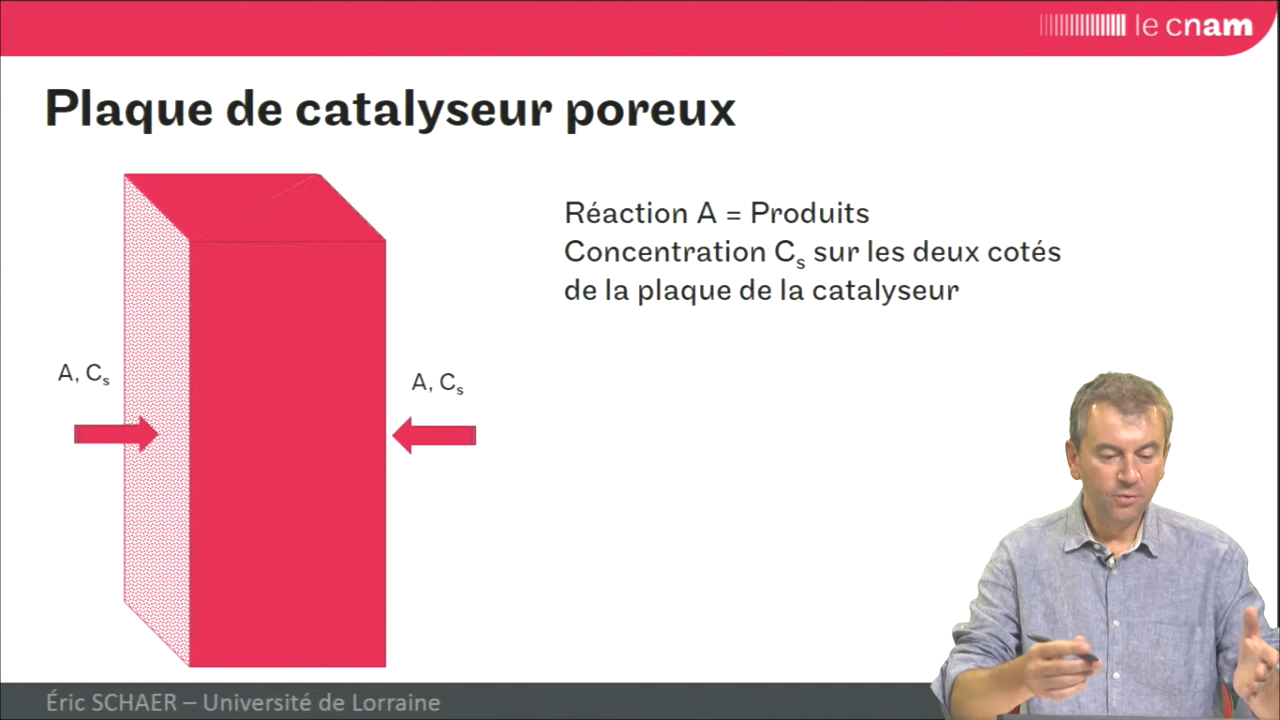 le cnam
Plaque de catalyseur poreux
Réaction A = Produits
Concentration Cₛ sur les deux cotés
de la plaque de la catalyseur
A, Cₛ
A, Cₛ
Éric SCHAER – Université de Lorraine